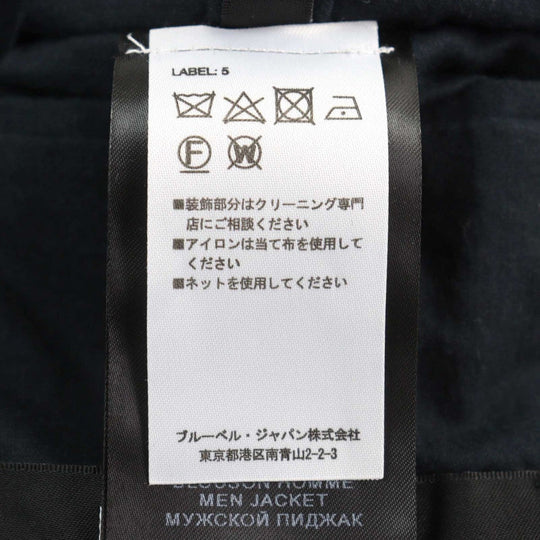 LABEL: 5
F W
■装飾部分はクリーニング専門
店にご相談ください
■アイロンは当て布を使用して
ください
■ネットを使用してください
ブルーベル・ジャパン株式会社
東京都港区南青山2-2-3
BLOUSON HOMME
MEN JACKET
МУЖСКОЙ ПИДЖАК